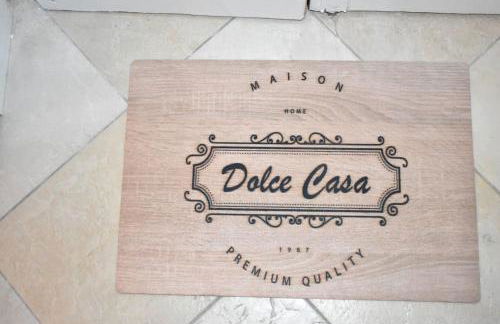 MAISON
HOME
Dolce Casa
1987
PREMIUM QUALITY